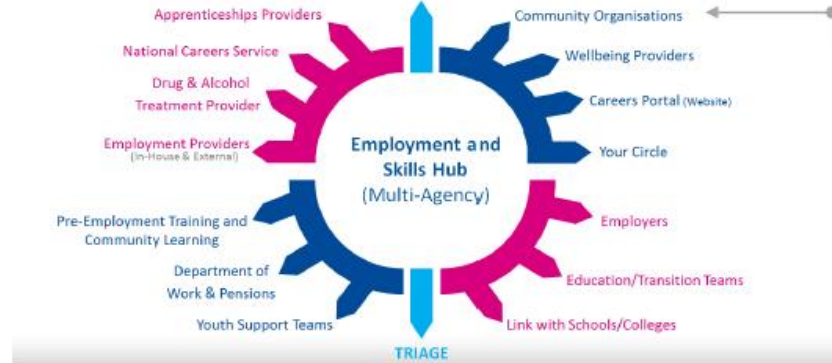 Apprenticeships Providers
National Careers Service
Drug & Alcohol
Treatment Provider
Employment Providers
(In-House & External)
Pre-Employment Training and
Community Learning
Department of
Work & Pensions
Youth Support Teams
Employment and
Skills Hub
(Multi-Agency)
Community Organisations
Wellbeing Providers
Careers Portal (Website)
Your Circle
Employers
Education/Transition Teams
Link with Schools/Colleges
TRIAGE